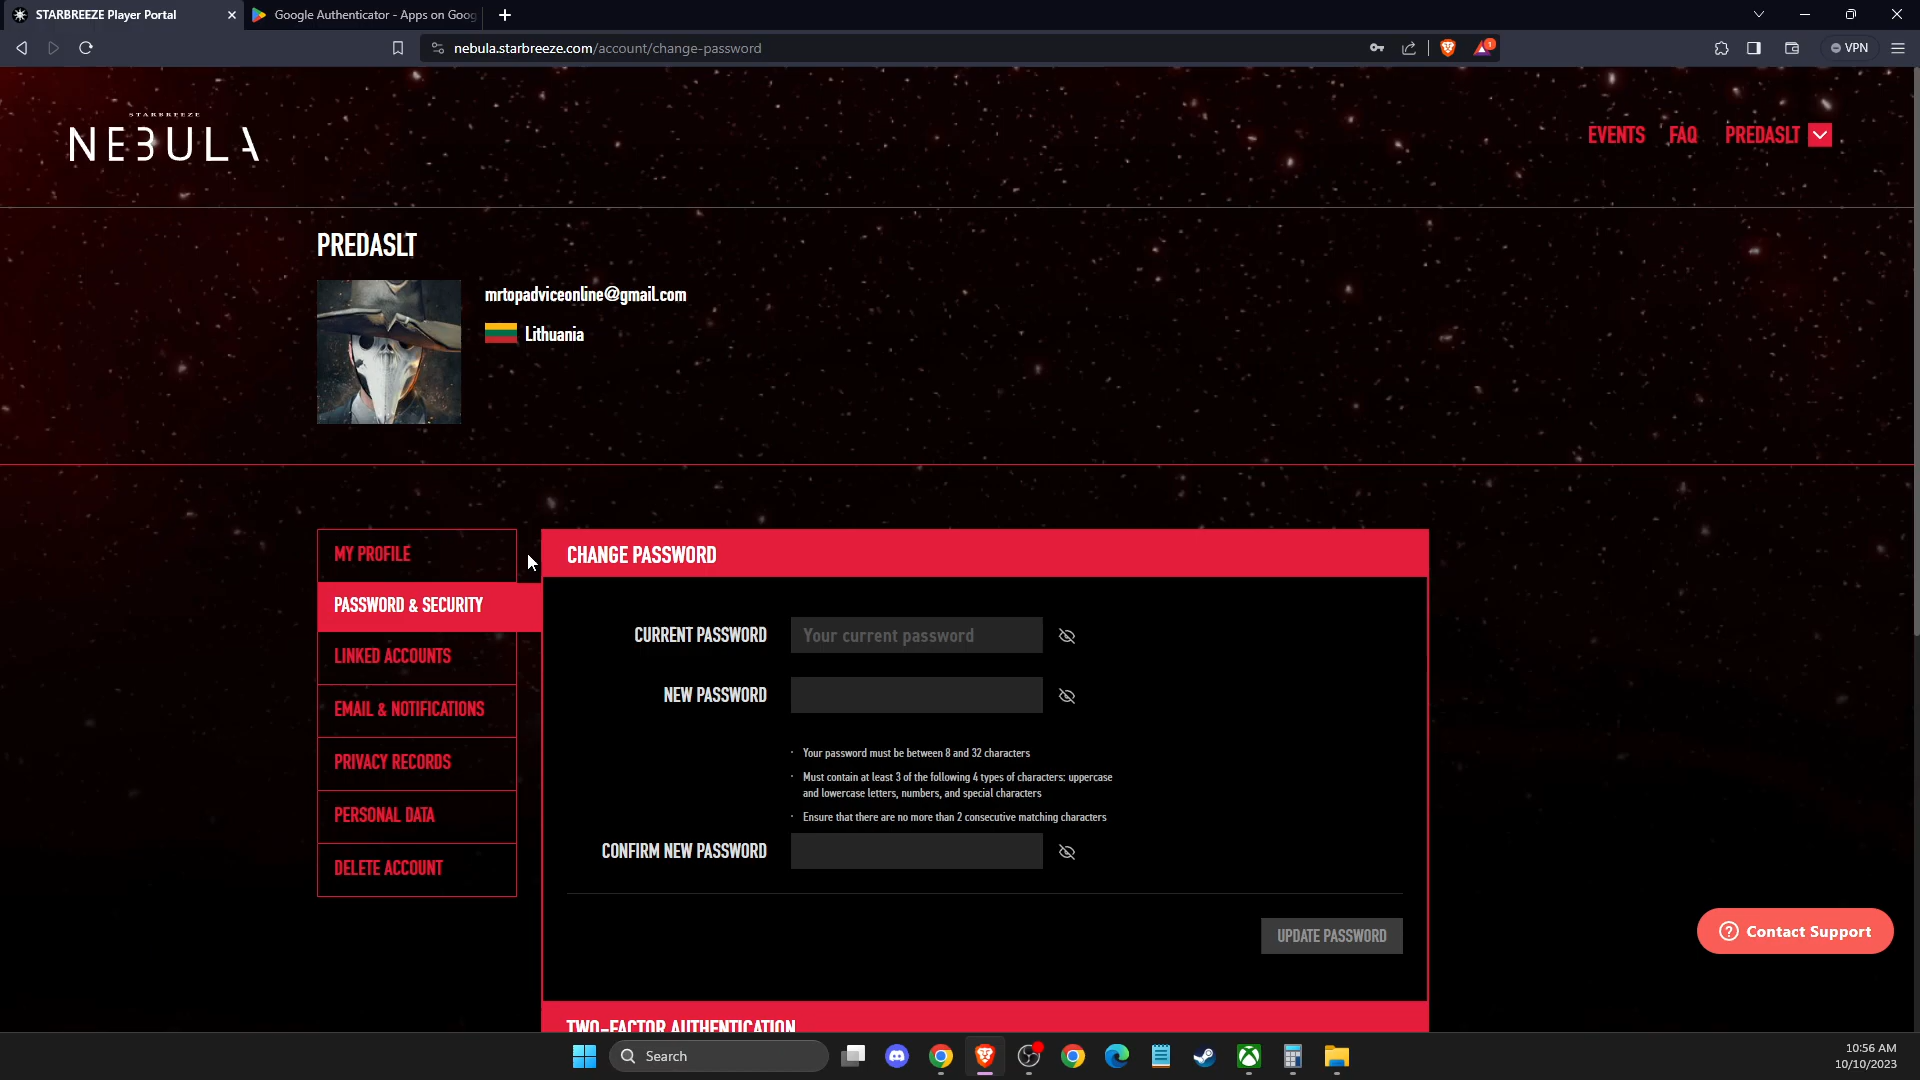 STARBREEZE Player Portal
Google Authenticator - Apps on Goog
nebula.starbreeze.com/account/change-password
1
VPN
STARBREEZE
NEBULA
EVENTS
FAQ
PREDASLT
PREDASLT
mrtopadviceonline@gmail.com
Lithuania
MY PROFILE
PASSWORD & SECURITY
LINKED ACCOUNTS
EMAIL & NOTIFICATIONS
PRIVACY RECORDS
PERSONAL DATA
DELETE ACCOUNT
CHANGE PASSWORD
CURRENT PASSWORD
Your current password
NEW PASSWORD
· Your password must be between 8 and 32 characters
· Must contain at least 3 of the following 4 types of characters: uppercase
and lowercase letters, numbers, and special characters
· Ensure that there are no more than 2 consecutive matching characters
CONFIRM NEW PASSWORD
UPDATE PASSWORD
Contact Support
TWO-FACTOR AUTHENTICATION
Search
10:56 AM
10/10/2023